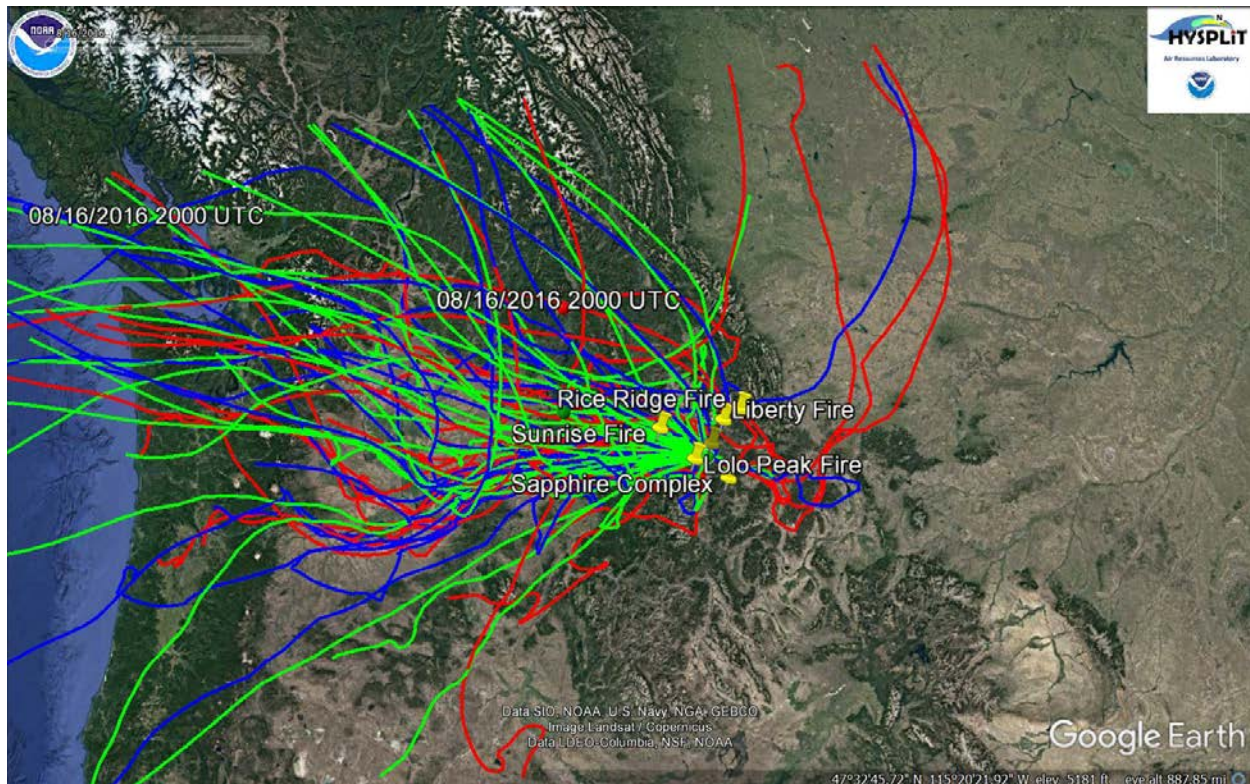 NOAA
8/16/2016
HYSPLIT
Air Resources Laboratory
N
08/16/2016 2000 UTC
08/16/2016 2000 UTC
Rice Ridge Fire
Liberty Fire
Sunrise Fire
Lolo Peak Fire
Sapphire Complex
Data SIO, NOAA, U.S. Navy, NGA, GEBCO
Image Landsat / Copernicus
Data LDEO-Columbia, NSF, NOAA
Google Earth
47°32'45.72" N 115°20'21.92" W elev 5181 ft eye alt 887.85 mi